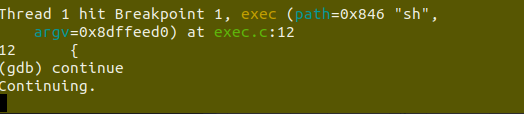 Thread 1 hit Breakpoint 1, exec (path=0x846 "sh",
    argv=0x8dffeed0) at exec.c:12
12      {
(gdb) continue
Continuing.